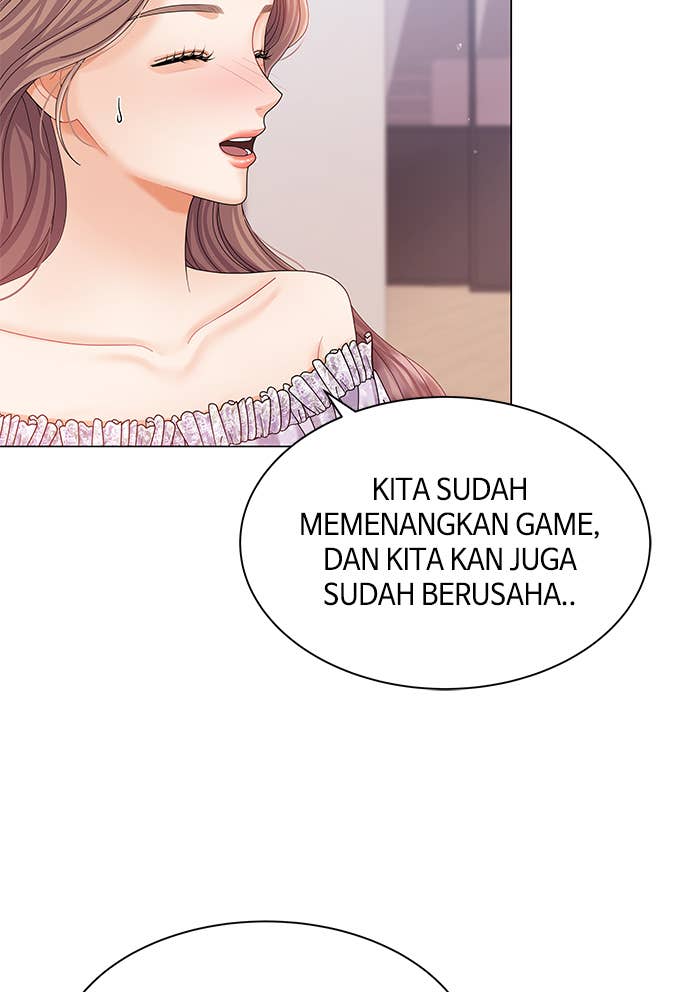 KITA SUDAH
MEMENANGKAN GAME,
DAN KITA KAN JUGA
SUDAH BERUSAHA..